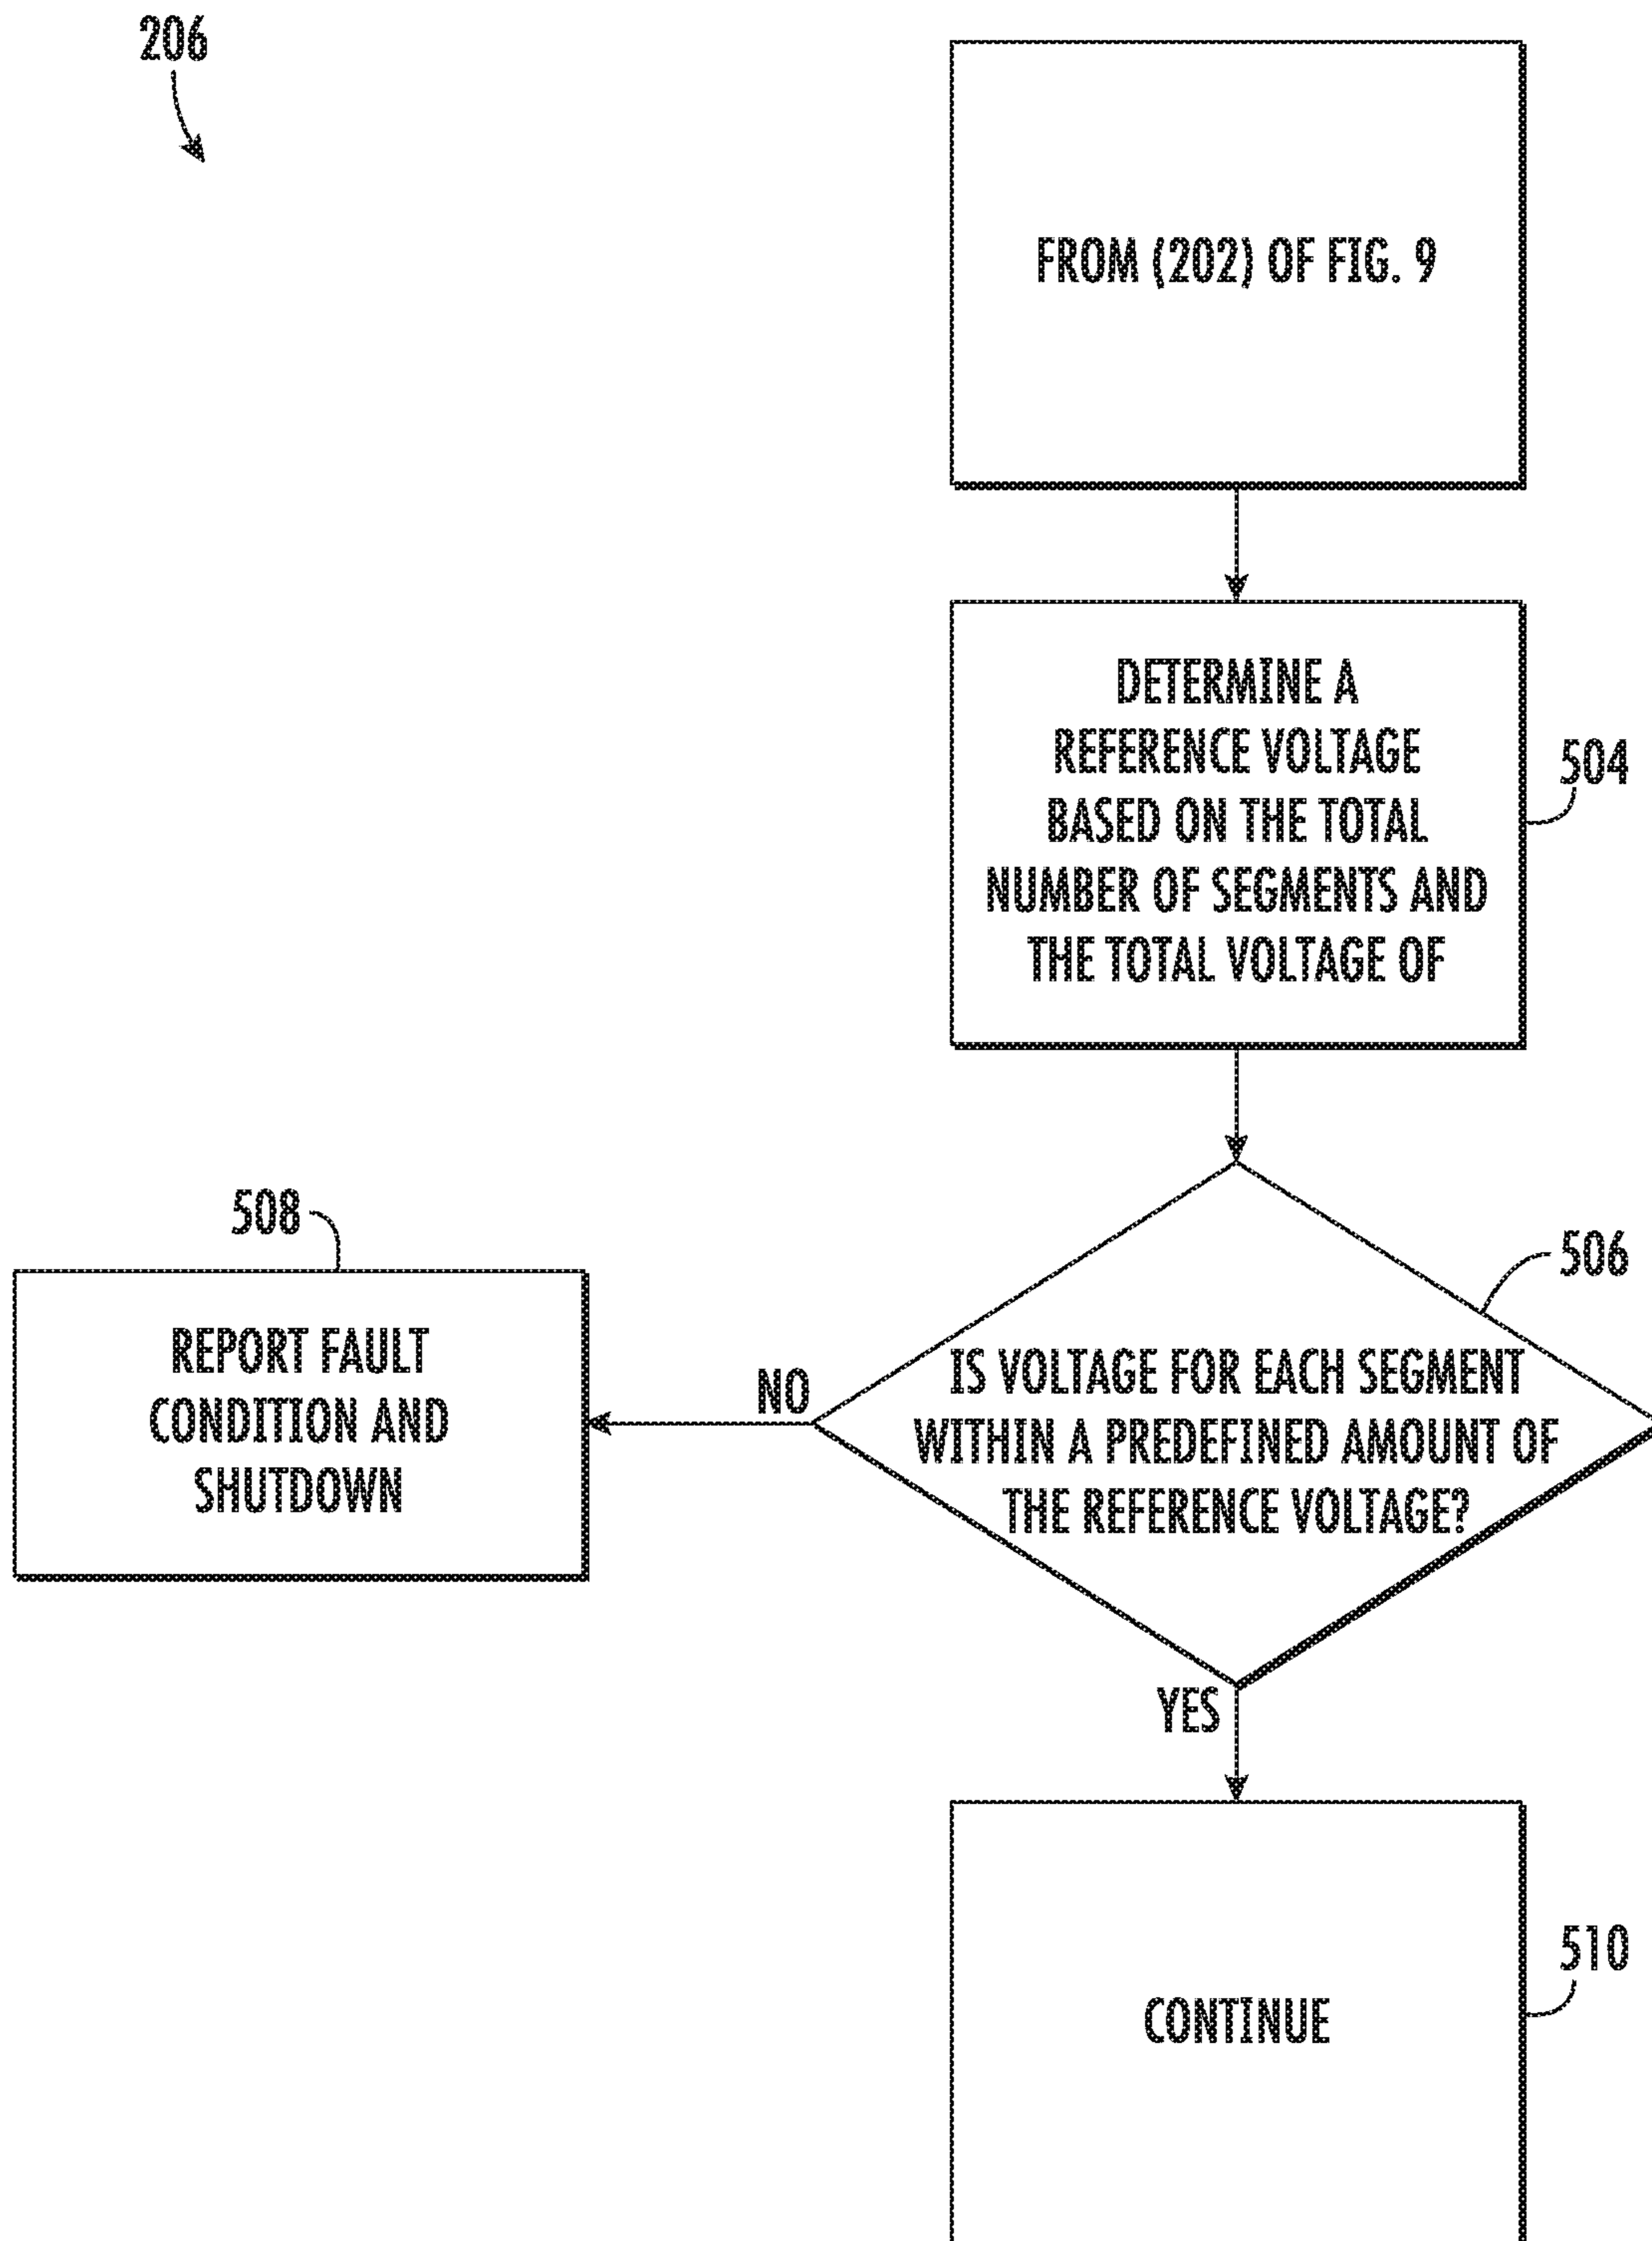 206
FROM (202) OF FIG. 9
DETERMINE A
REFERENCE VOLTAGE
BASED ON THE TOTAL
NUMBER OF SEGMENTS AND
THE TOTAL VOLTAGE OF
504
508
506
REPORT FAULT
CONDITION AND
SHUTDOWN
NO
IS VOLTAGE FOR EACH SEGMENT
WITHIN A PREDEFINED AMOUNT OF
THE REFERENCE VOLTAGE?
YES
CONTINUE
510